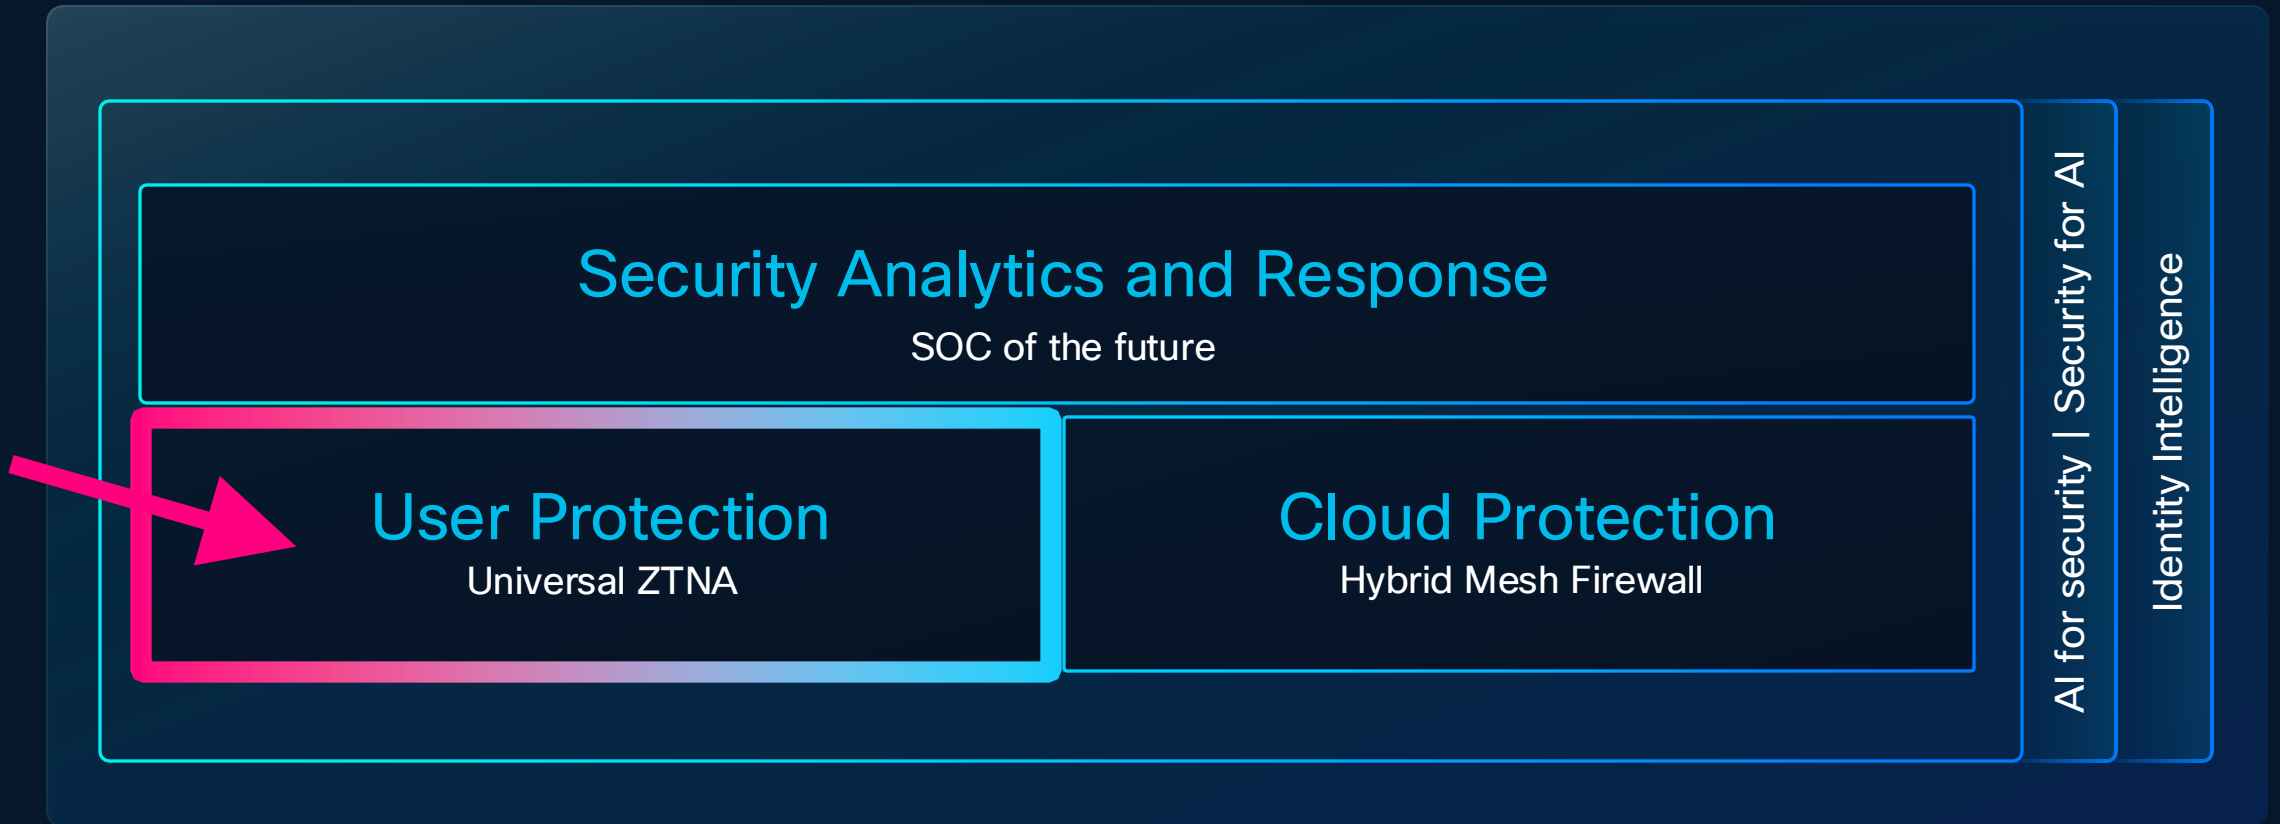 Security Analytics and Response
SOC of the future
User Protection
Universal ZTNA
Cloud Protection
Hybrid Mesh Firewall
AI for security | Security for AI
Identity Intelligence